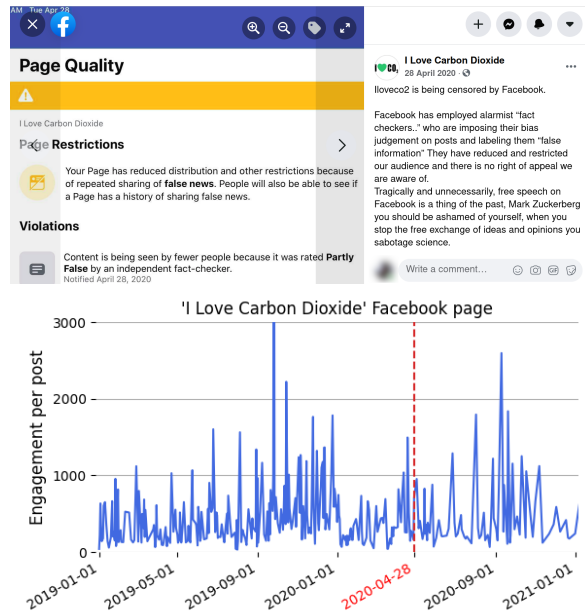 AM Tue Apr 28
Page Quality
I Love Carbon Dioxide
Page Restrictions
Your Page has reduced distribution and other restrictions because
of repeated sharing of false news. People will also be able to see if
a Page has a history of sharing false news.
Violations
Content is being seen by fewer people because it was rated Partly
False by an independent fact-checker.
Notified April 28, 2020
I CO₂
I Love Carbon Dioxide
28 April 2020 ·
Iloveco2 is being censored by Facebook.
Facebook has employed alarmist “fact
checkers..” who are imposing their bias
judgement on posts and labeling them “false
information” They have reduced and restricted
our audience and there is no right of appeal we
are aware of.
Tragically and unnecessarily, free speech on
Facebook is a thing of the past, Mark Zuckerberg
you should be ashamed of yourself, when you
stop the free exchange of ideas and opinions you
sabotage science.
Write a comment…
GIF
'I Love Carbon Dioxide' Facebook page
Engagement per post
3000
2000
1000
0
2019-01-01
2019-05-01
2019-09-01
2020-01-01
2020-04-28
2020-09-01
2021-01-01